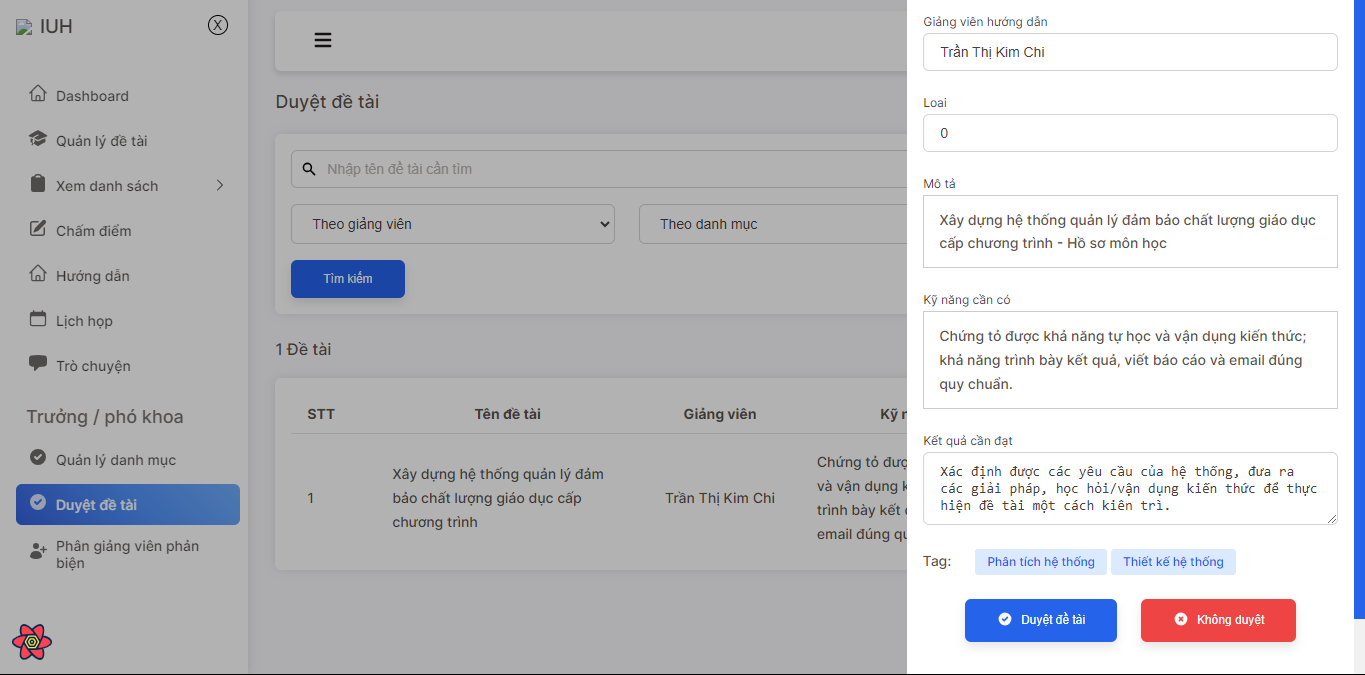 IUH
Dashboard
Quản lý đề tài
Xem danh sách
Chấm điểm
Hướng dẫn
Lịch họp
Trò chuyện
Trưởng / phó khoa
Quản lý danh mục
Duyệt đề tài
Phân giảng viên phản
biện
Duyệt đề tài
Nhập tên đề tài cần tìm
Theo giảng viên
Theo danh mục
Tìm kiếm
1 Đề tài
STT
Tên đề tài
Giảng viên
1
Xây dựng hệ thống quản lý đảm
bảo chất lượng giáo dục cấp
chương trình
Trần Thị Kim Chi
Chứng tỏ được
và vận dụng
trình bày kết
email đúng
Giảng viên hướng dẫn
Trần Thị Kim Chi
Loai
0
Mô tả
Xây dựng hệ thống quản lý đảm bảo chất lượng giáo dục
cấp chương trình - Hồ sơ môn học
Kỹ năng cần có
Chứng tỏ được khả năng tự học và vận dụng kiến thức;
khả năng trình bày kết quả, viết báo cáo và email đúng
quy chuẩn.
Kết quả cần đạt
Xác định được các yêu cầu của hệ thống, đưa ra
các giải pháp, học hỏi/vận dụng kiến thức để thực
hiện đề tài một cách kiên trì.
Tag:
Phân tích hệ thống
Thiết kế hệ thống
Duyệt đề tài
Không duyệt